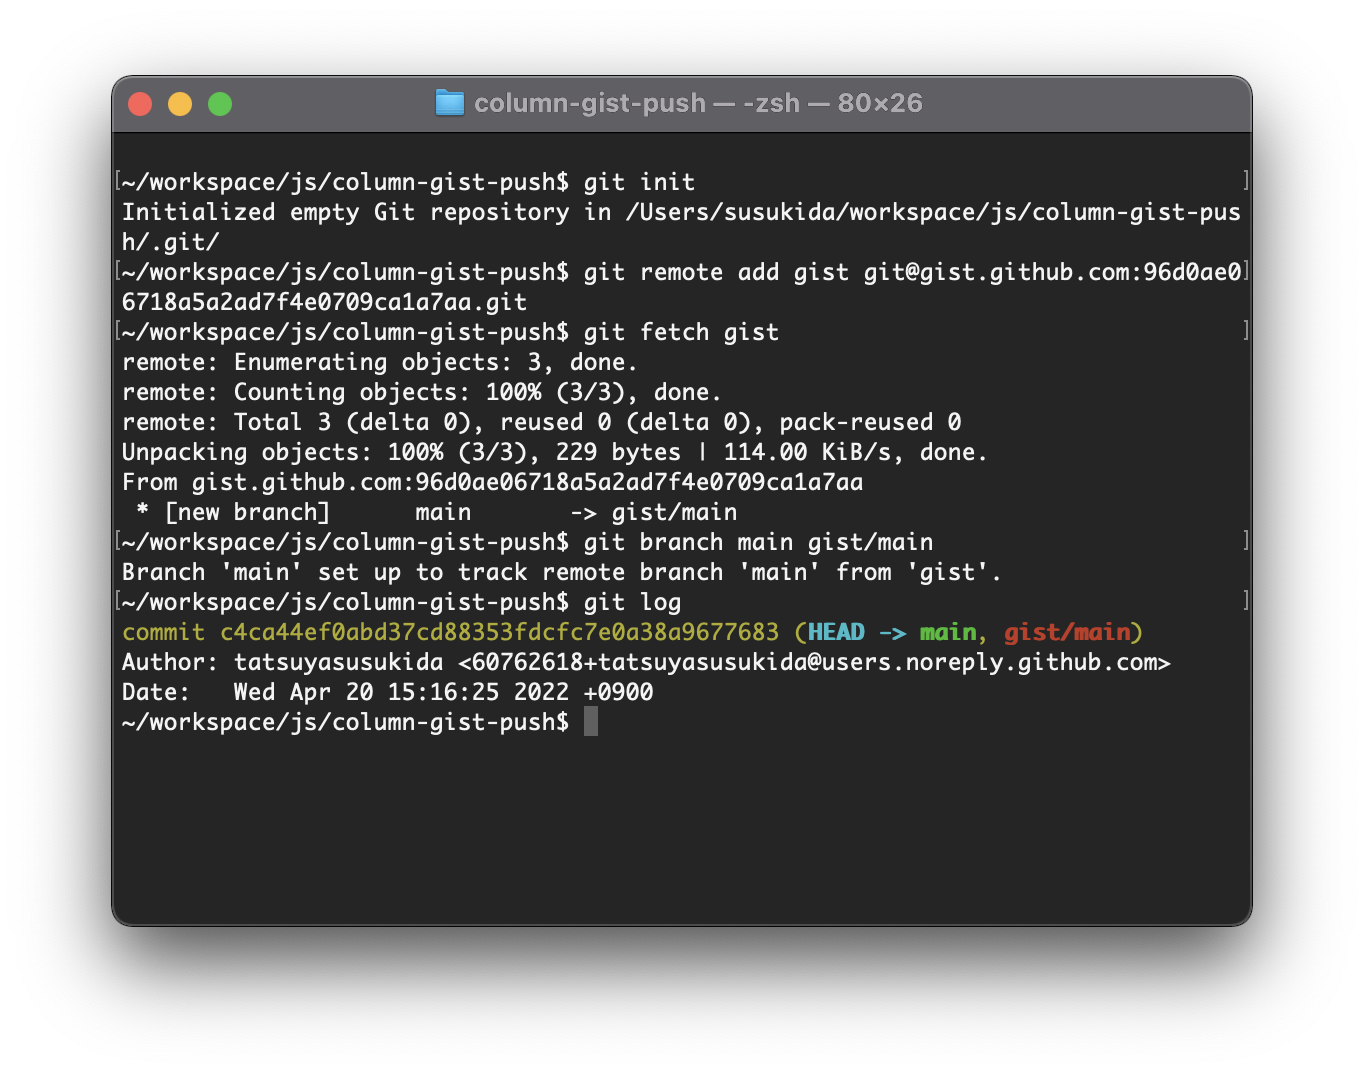 column-gist-push — -zsh — 80×26
[~/workspace/js/column-gist-push$ git init ]
Initialized empty Git repository in /Users/susukida/workspace/js/column-gist-pus
h/.git/
[~/workspace/js/column-gist-push$ git remote add gist git@gist.github.com:96d0ae0]
6718a5a2ad7f4e0709ca1a7aa.git
[~/workspace/js/column-gist-push$ git fetch gist ]
remote: Enumerating objects: 3, done.
remote: Counting objects: 100% (3/3), done.
remote: Total 3 (delta 0), reused 0 (delta 0), pack-reused 0
Unpacking objects: 100% (3/3), 229 bytes | 114.00 KiB/s, done.
From gist.github.com:96d0ae06718a5a2ad7f4e0709ca1a7aa
 * [new branch]      main       -> gist/main
[~/workspace/js/column-gist-push$ git branch main gist/main ]
Branch 'main' set up to track remote branch 'main' from 'gist'.
[~/workspace/js/column-gist-push$ git log ]
commit c4ca44ef0abd37cd88353fdcfc7e0a38a9677683 (HEAD -> main, gist/main)
Author: tatsuyasusukida <60762618+tatsuyasusukida@users.noreply.github.com>
Date:   Wed Apr 20 15:16:25 2022 +0900
~/workspace/js/column-gist-push$